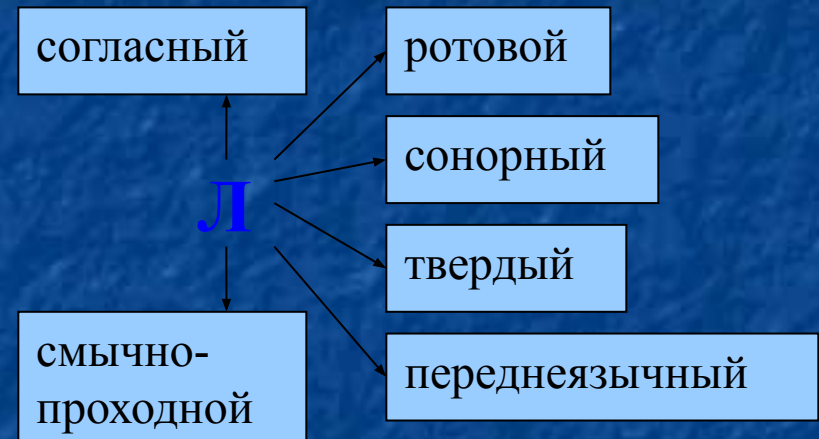 согласный
ротовой
сонорный
Л
твердый
смычно-
проходной
переднеязычный